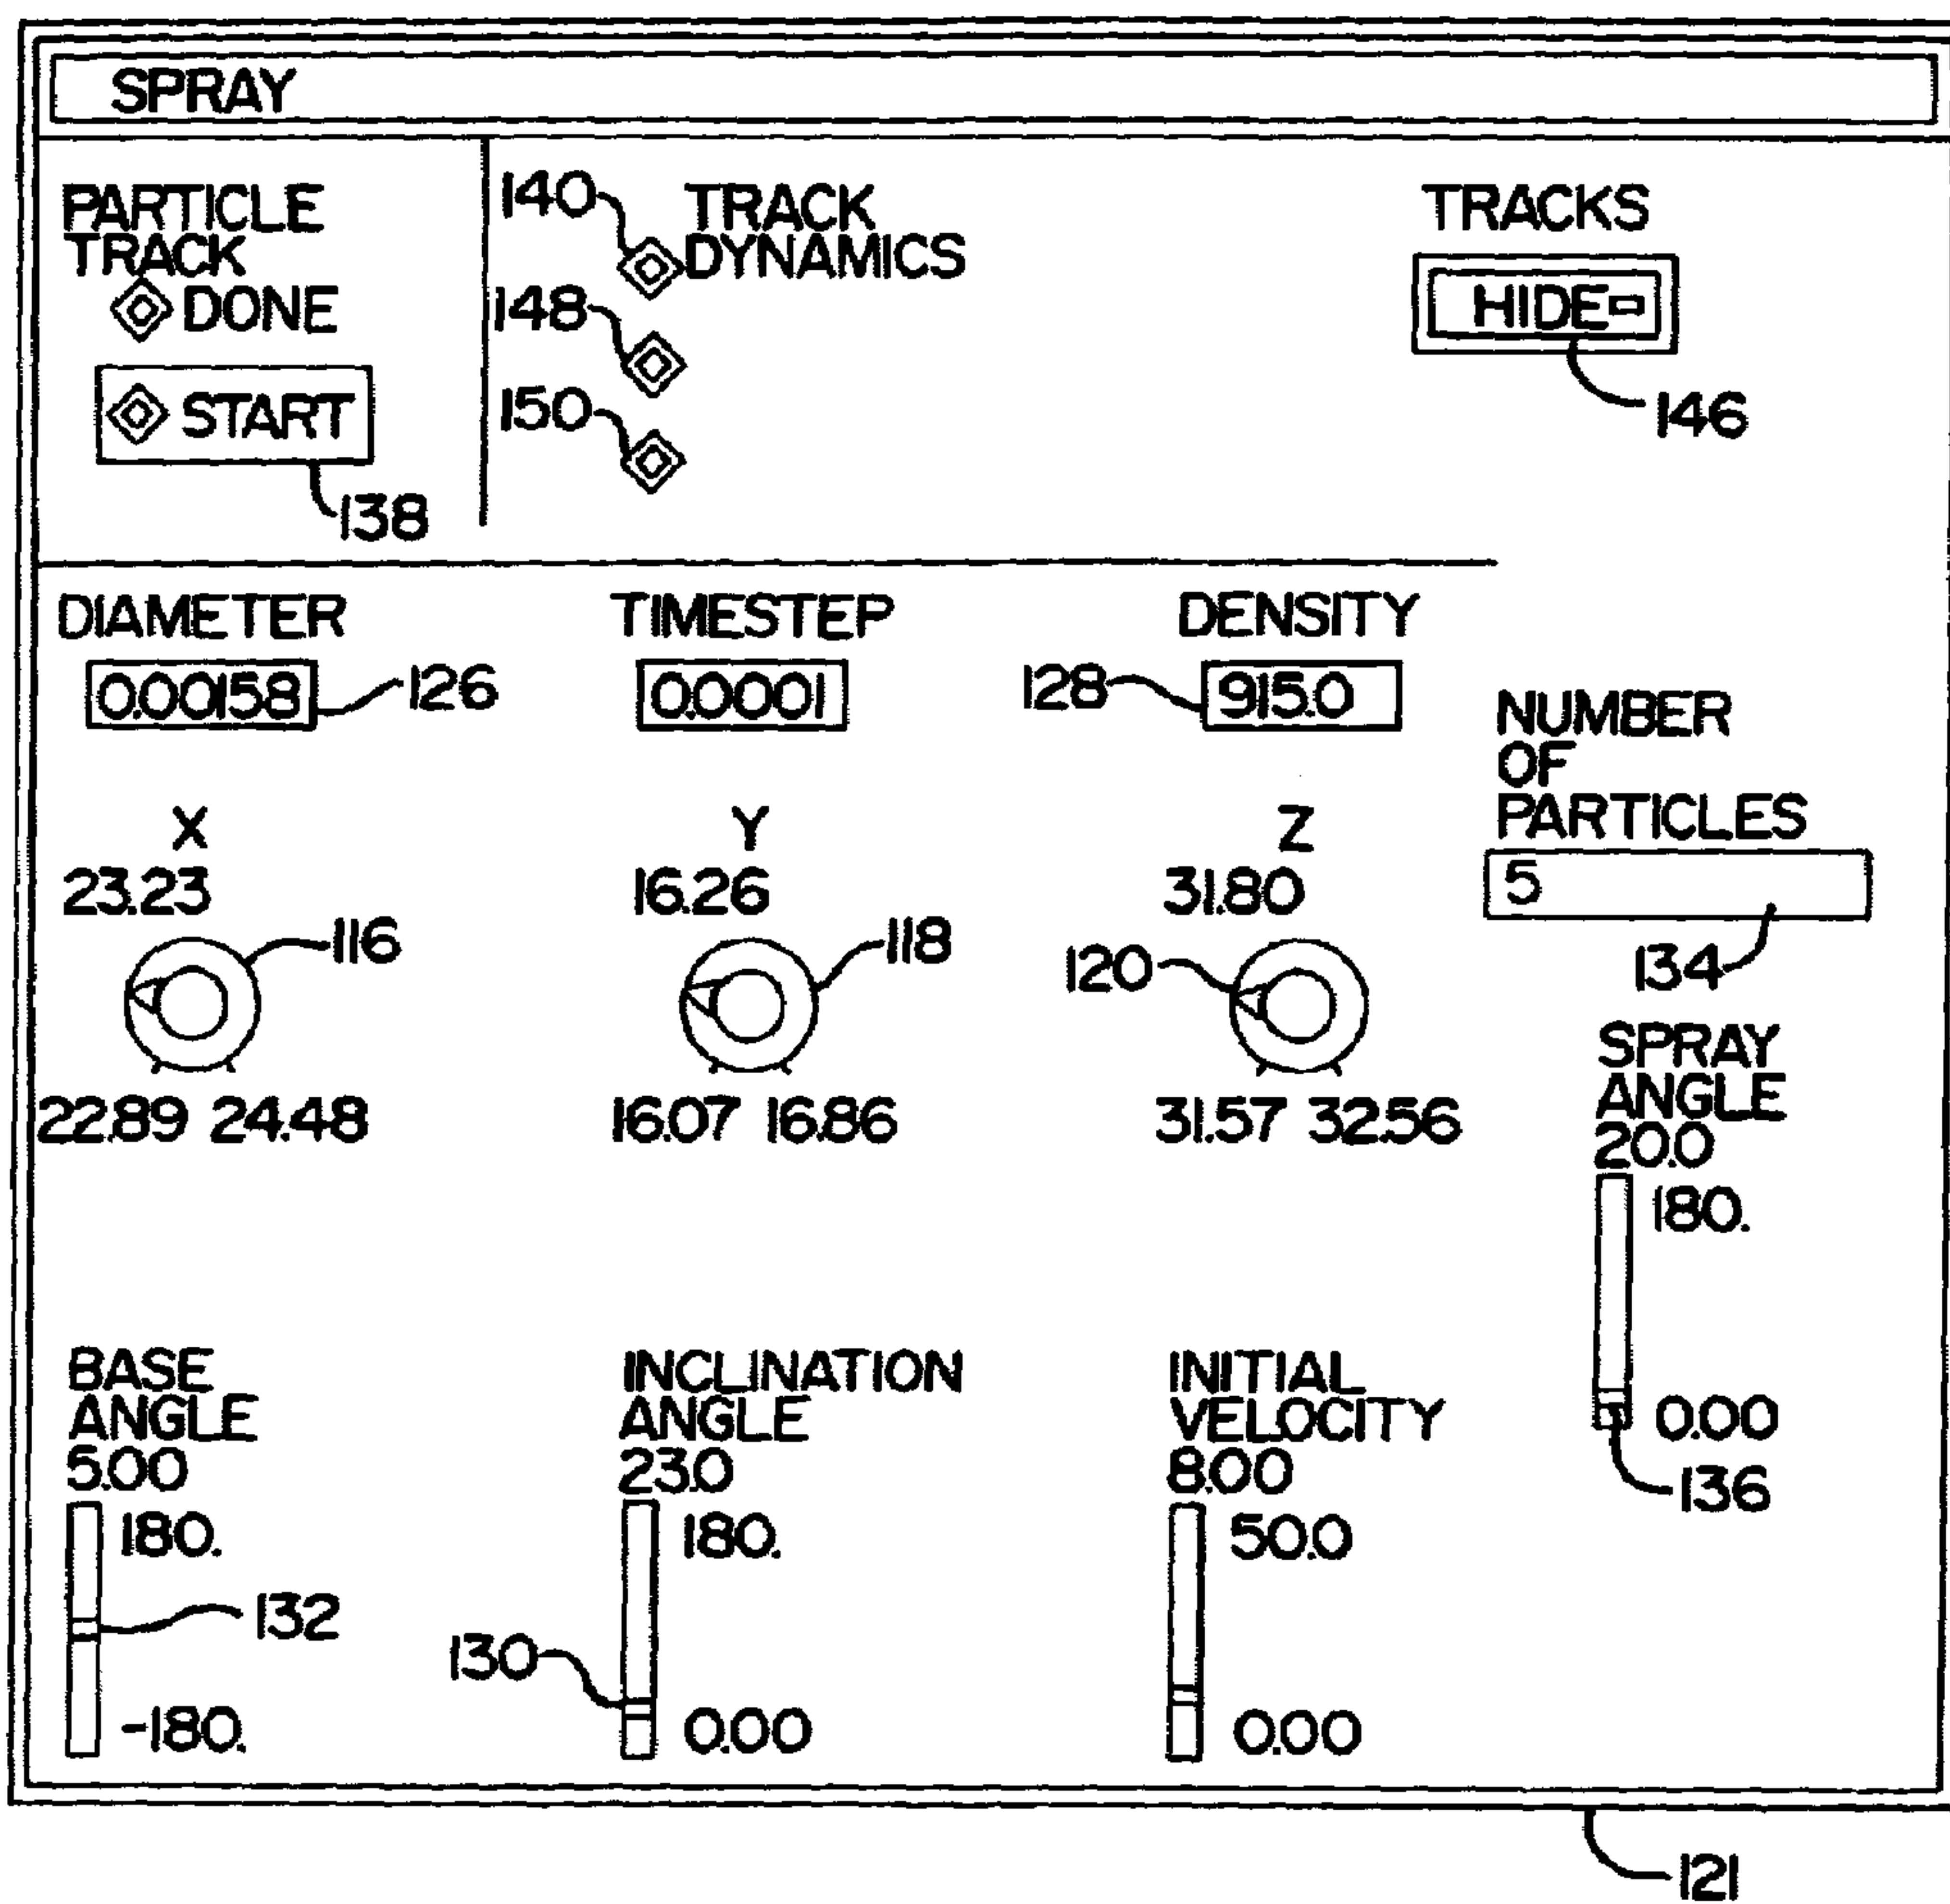 SPRAY
PARTICLE
TRACK
DONE
START
138
140
TRACK
DYNAMICS
148
150
TRACKS
HIDE
146
DIAMETER
0.00158
126
TIMESTEP
0.0001
DENSITY
128
915.0
NUMBER
OF
PARTICLES
5
134
X
23.23
116
22.89 24.48
Y
16.26
118
16.07 16.86
Z
31.80
120
31.57 32.56
SPRAY
ANGLE
20.0
180.
0.00
136
BASE
ANGLE
5.00
180.
132
-180.
INCLINATION
ANGLE
23.0
180.
130
0.00
INITIAL
VELOCITY
8.00
50.0
0.00
121